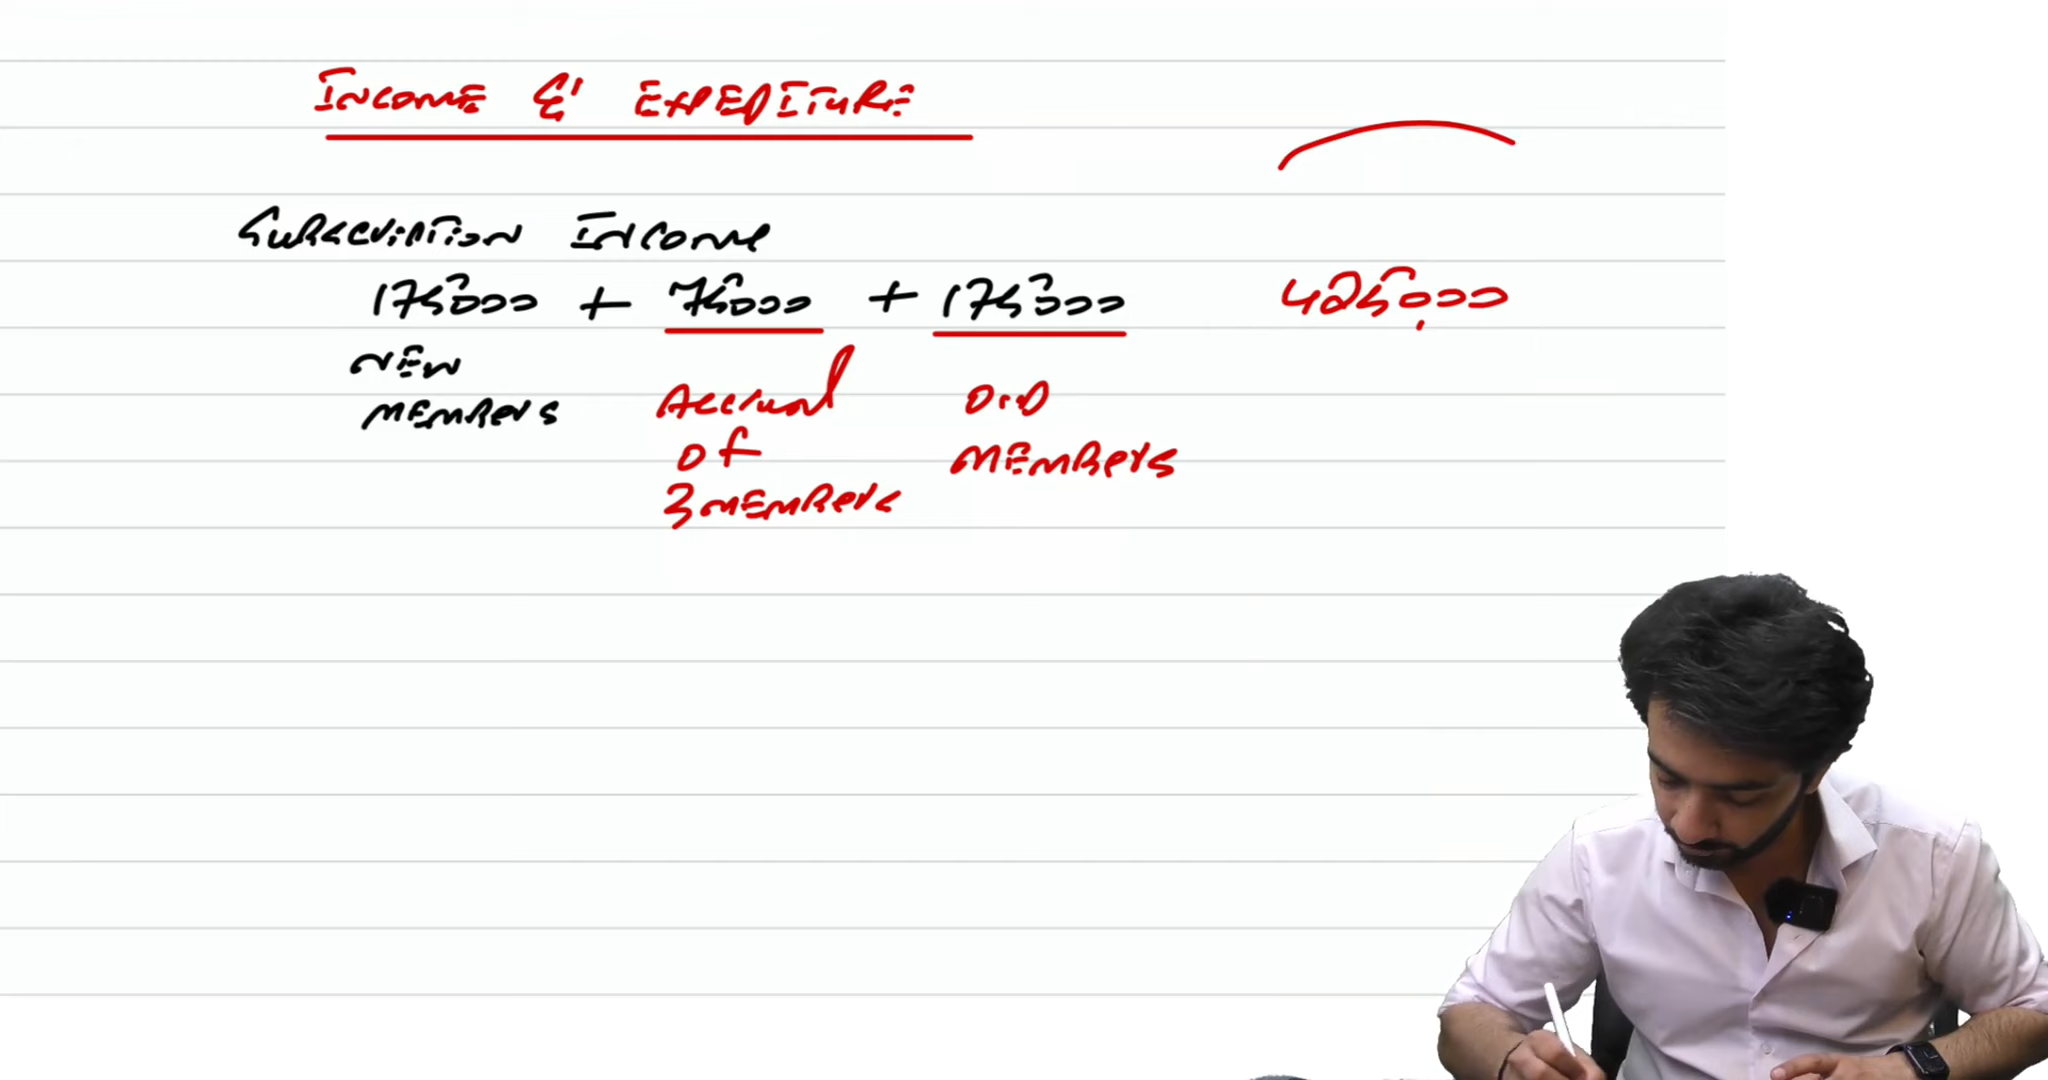 INCOME & EXPEDITURE
SUBSCRIPTION INCOME
175000 + 75000 + 175000 425000
NEW
MEMBERS
Accrual
OF
3 MEMBERS
OLD
MEMBERS